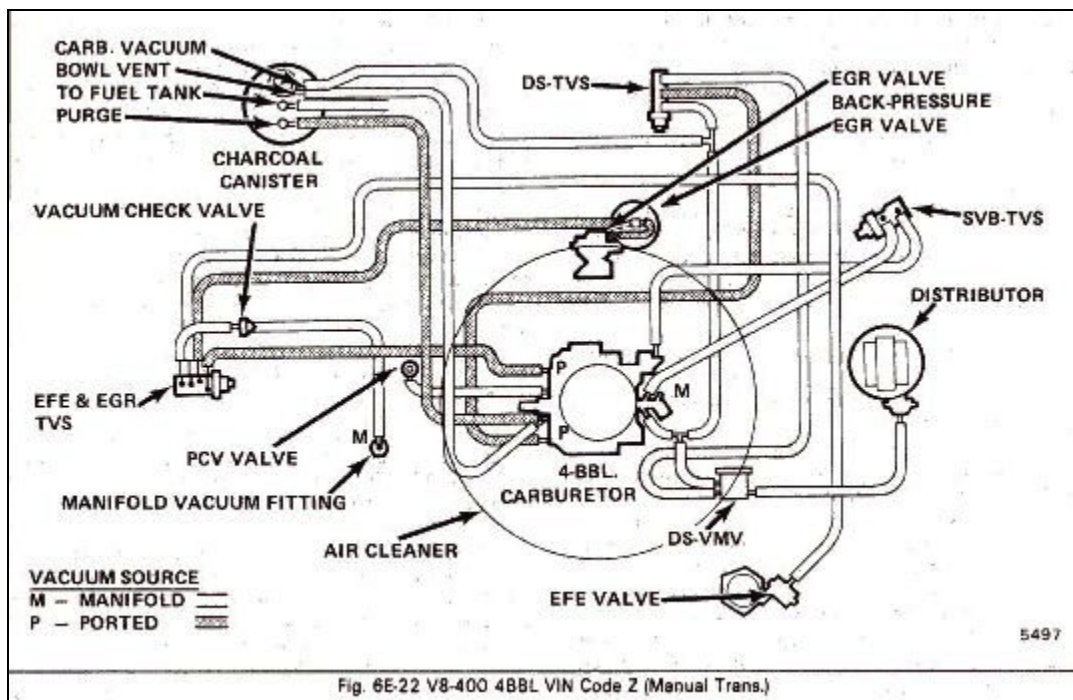 CARB. VACUUM
BOWL VENT
TO FUEL TANK
PURGE
CHARCOAL
CANISTER
VACUUM CHECK VALVE
DS-TVS
EGR VALVE
BACK-PRESSURE
EGR VALVE
SVB-TVS
DISTRIBUTOR
EFE & EGR
TVS
P
M
P
M
PCV VALVE
MANIFOLD VACUUM FITTING
4-BBL.
CARBURETOR
AIR CLEANER
DS-VMV
EFE VALVE
VACUUM SOURCE
M – MANIFOLD
P – PORTED
5497
Fig. 6E-22 V8-400 4BBL VIN Code Z (Manual Trans.)